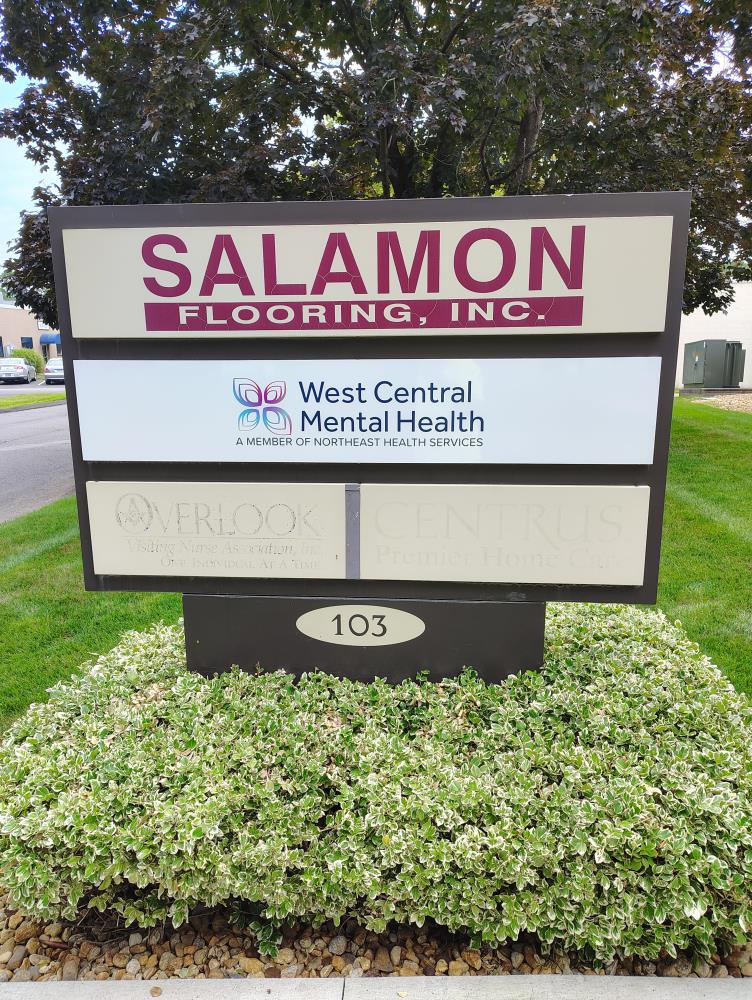 SALAMON
FLOORING, INC.
West Central
Mental Health
A MEMBER OF NORTHEAST HEALTH SERVICES
OVERLOOK
Visiting Nurse Association, Inc.
One Individual At A Time
CENTRUS
Premier Home Care
103